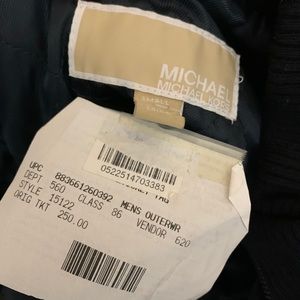 MICHAEL
MICHAEL KORS
0522514703383
UPC 883661260392 MENS OUTERWR
DEPT 560 CLASS 86 VENDOR 620
STYLE 15122
ORIG TKT 250.00